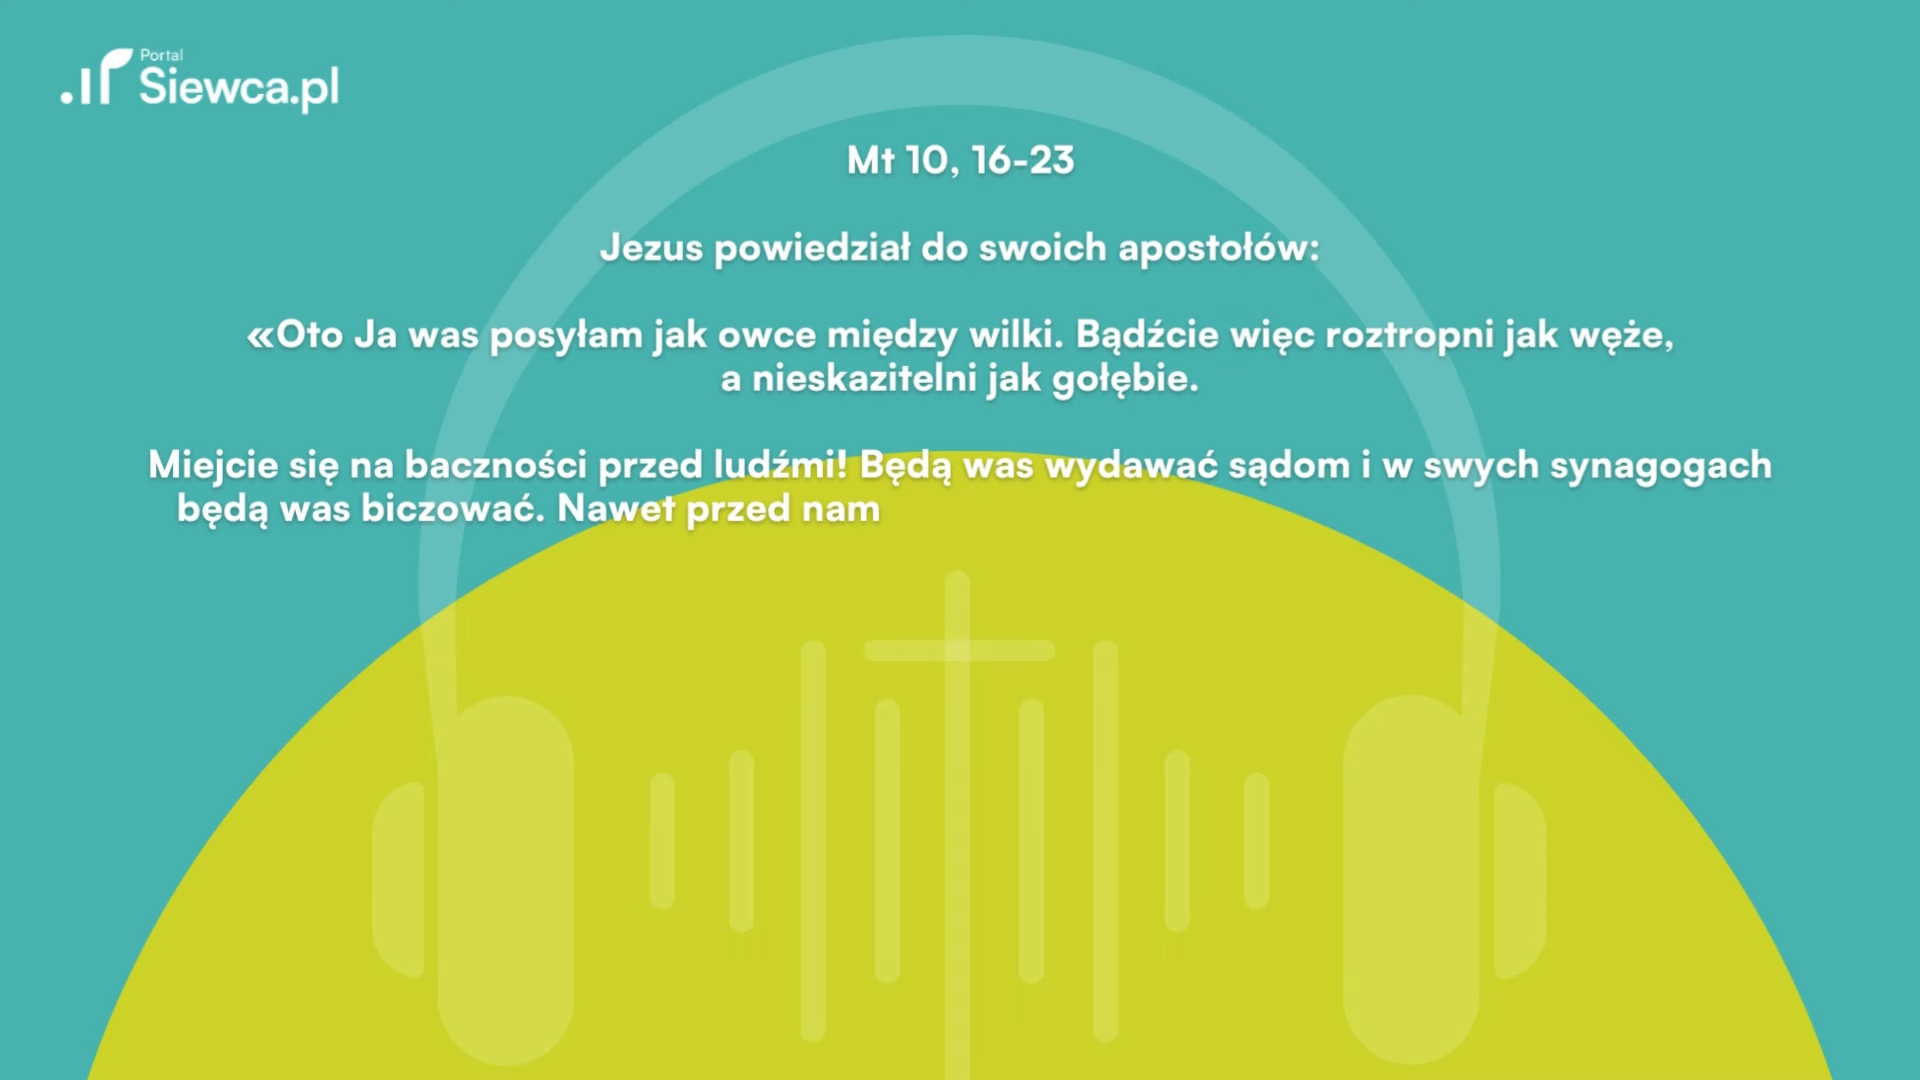 Portal
Siewca.pl
Mt 10, 16-23
Jezus powiedział do swoich apostołów:
«Oto Ja was posyłam jak owce między wilki. Bądźcie więc roztropni jak węże,
a nieskazitelni jak gołębie.
Miejcie się na baczności przed ludźmi! Będą was wydawać sądom i w swych synagogach
będą was biczować. Nawet przed nam